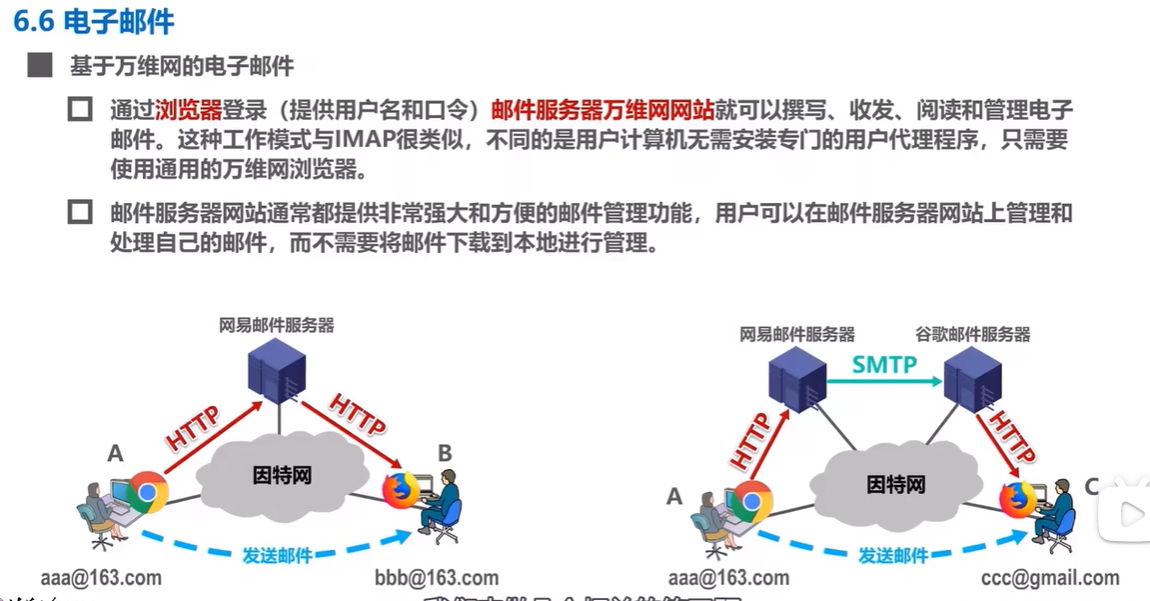 6.6 电子邮件
基于万维网的电子邮件
通过浏览器登录（提供用户名和口令）邮件服务器万维网网站就可以撰写、收发、阅读和管理电子
邮件。这种工作模式与IMAP很类似，不同的是用户计算机无需安装专门的用户代理程序，只需要
使用通用的万维网浏览器。
邮件服务器网站通常都提供非常强大和方便的邮件管理功能，用户可以在邮件服务器网站上管理和
处理自己的邮件，而不需要将邮件下载到本地进行管理。
网易邮件服务器
HTTP
HTTP
A
B
因特网
发送邮件
aaa@163.com
bbb@163.com
网易邮件服务器
谷歌邮件服务器
SMTP
HTTP
HTTP
A
C
因特网
发送邮件
aaa@163.com
ccc@gmail.com